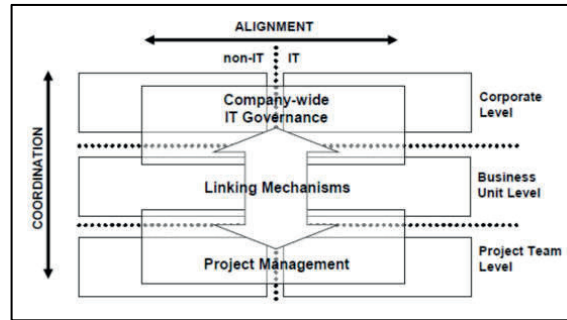 ALIGNMENT
non-IT IT
Company-wide
IT Governance
Corporate
Level
COORDINATION
Linking Mechanisms
Business
Unit Level
Project Management
Project Team
Level